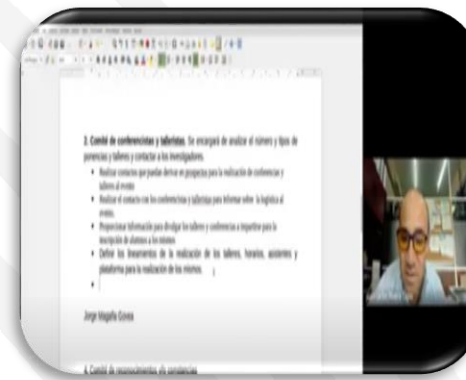 2. Comité de conferencistas y talleristas. Se encargará de analizar el número y tipos de
ponencias y talleres y contactar a los investigadores.
• Realizar contactos que puedan derivar en prospectos para la realización de conferencias y
talleres al evento
• Realizar el contacto con los conferencistas y talleristas para informar sobre la logística al
evento.
• Proporcionar información para divulgar los talleres y conferencias a impartirse para la
inscripción de alumnos a los mismos
• Definir los lineamentos de la realización de los talleres, horarios, asistentes y
plataforma para la realización de los mismos.
•
Jorge Magaña Govea
4. Comité de reconocimientos y/o constancias